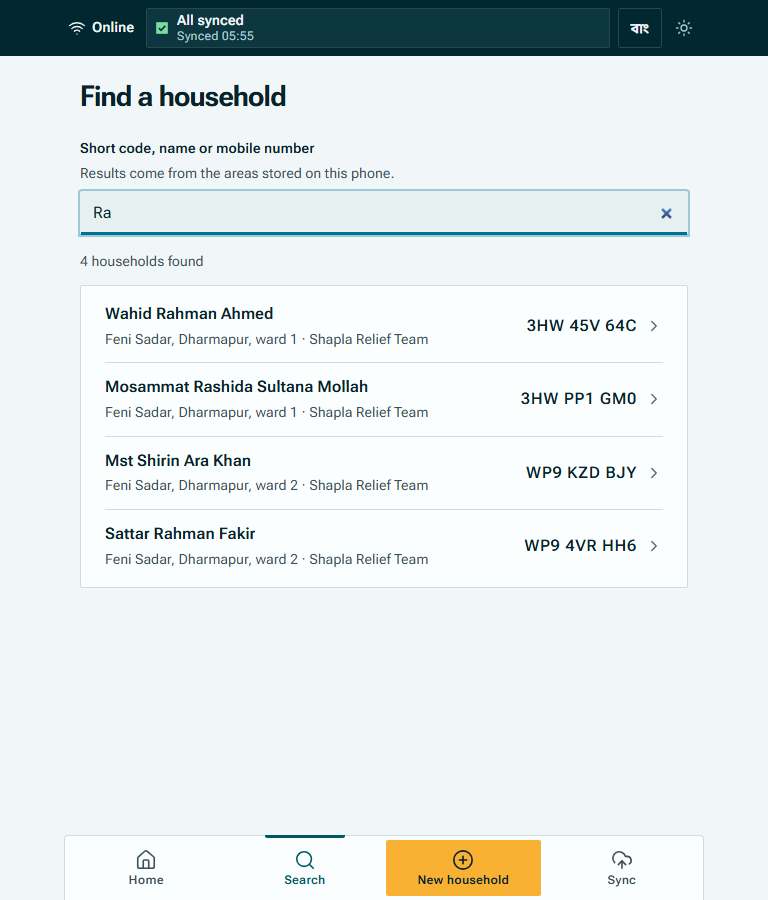 Online
All synced
Synced 05:55
বাং
Find a household
Short code, name or mobile number
Results come from the areas stored on this phone.
Ra
4 households found
Wahid Rahman Ahmed
Feni Sadar, Dharmapur, ward 1 · Shapla Relief Team
3HW 45V 64C
Mosammat Rashida Sultana Mollah
Feni Sadar, Dharmapur, ward 1 · Shapla Relief Team
3HW PP1 GM0
Mst Shirin Ara Khan
Feni Sadar, Dharmapur, ward 2 · Shapla Relief Team
WP9 KZD BJY
Sattar Rahman Fakir
Feni Sadar, Dharmapur, ward 2 · Shapla Relief Team
WP9 4VR HH6
Home
Search
New household
Sync